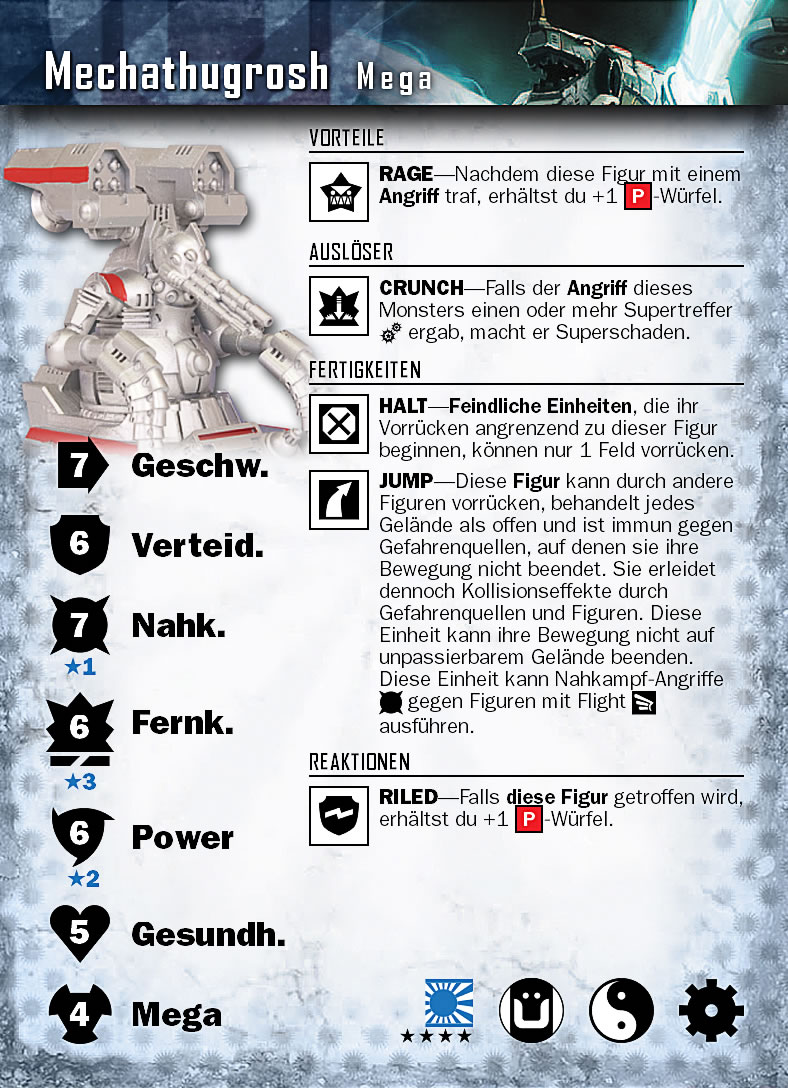 Mechathugrosh Mega
VORTEILE
RAGE—Nachdem diese Figur mit einem
Angriff traf, erhältst du +1 P -Würfel.
AUSLÖSER
CRUNCH—Falls der Angriff dieses
Monsters einen oder mehr Supertreffer
ergab, macht er Superschaden.
FERTIGKEITEN
HALT—Feindliche Einheiten, die ihr
Vorrücken angrenzend zu dieser Figur
beginnen, können nur 1 Feld vorrücken.
JUMP—Diese Figur kann durch andere
Figuren vorrücken, behandelt jedes
Gelände als offen und ist immun gegen
Gefahrenquellen, auf denen sie ihre
Bewegung nicht beendet. Sie erleidet
dennoch Kollisionseffekte durch
Gefahrenquellen und Figuren. Diese
Einheit kann ihre Bewegung nicht auf
unpassierbarem Gelände beenden.
Diese Einheit kann Nahkampf-Angriffe
gegen Figuren mit Flight
ausführen.
REAKTIONEN
RILED—Falls diese Figur getroffen wird,
erhältst du +1 P -Würfel.
7 Geschw.
6 Verteid.
7 Nahk.
★1
6 Fernk.
★3
6 Power
★2
5 Gesundh.
4 Mega
★★★★